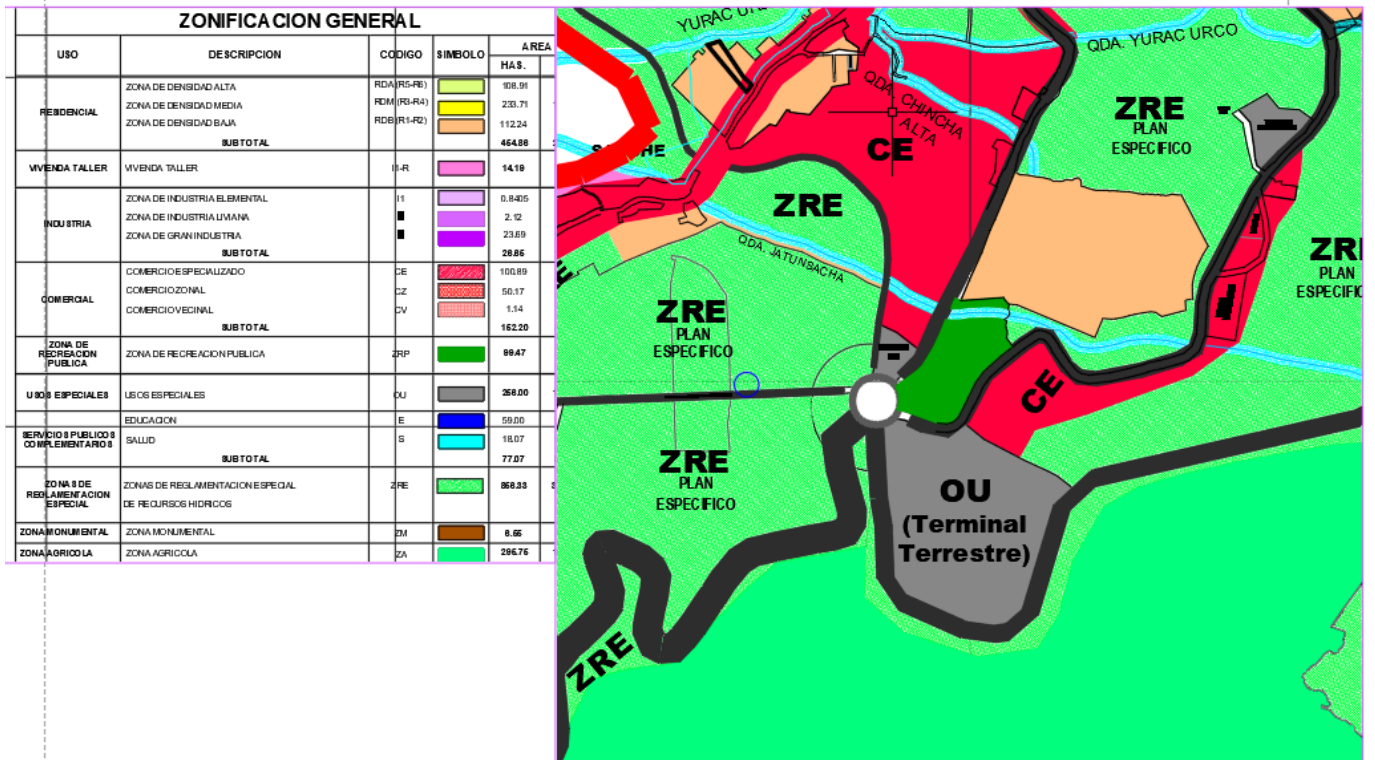 ZONIFICACION GENERAL
USO DESCRIPCION CODIGO SIMBOLO AREA
HAS.
RESIDENCIAL
ZONA DE DENSIDAD ALTA RDA (R5-R6) 108.91
ZONA DE DENSIDAD MEDIA RDM (R3-R4) 233.71
ZONA DE DENSIDAD BAJA RDB (R1-R2) 112.24
SUBTOTAL 454.86
VIVIENDA TALLER VIVIENDA TALLER I1-R 14.19
INDUSTRIA
ZONA DE INDUSTRIA ELEMENTAL I1 0.8405
ZONA DE INDUSTRIA LIVIANA 2.12
ZONA DE GRAN INDUSTRIA 23.69
SUBTOTAL 26.65
COMERCIAL
COMERCIO ESPECIALIZADO CE 100.89
COMERCIO ZONAL CZ 50.17
COMERCIO VECINAL CV 1.14
SUBTOTAL 152.20
ZONA DE
RECREACION
PUBLICA
ZONA DE RECREACION PUBLICA ZRP 99.47
USOS ESPECIALES USOS ESPECIALES OU 256.00
SERVICIOS PUBLICOS
COMPLEMENTARIOS
EDUCACION E 59.00
SALUD S 18.07
SUBTOTAL 77.07
ZONAS DE
REGLAMENTACION
ESPECIAL
ZONAS DE REGLAMENTACION ESPECIAL ZRE 856.33
DE RECURSOS HIDRICOS
ZONA MONUMENTAL ZONA MONUMENTAL ZM 6.55
ZONA AGRICOLA ZONA AGRICOLA ZA 295.75
YURAC
QDA. YURAC URCO
QDA. CHINCHA
ALTA
CE
ZRE
PLAN
ESPECIFICO
ZRE
QDA. JATUNSACHA
ZRE
PLAN
ESPECIFICO
PLAN
CE
ZRE
PLAN
ESPECIFICO
OU
(Terminal
Terrestre)
ZRE